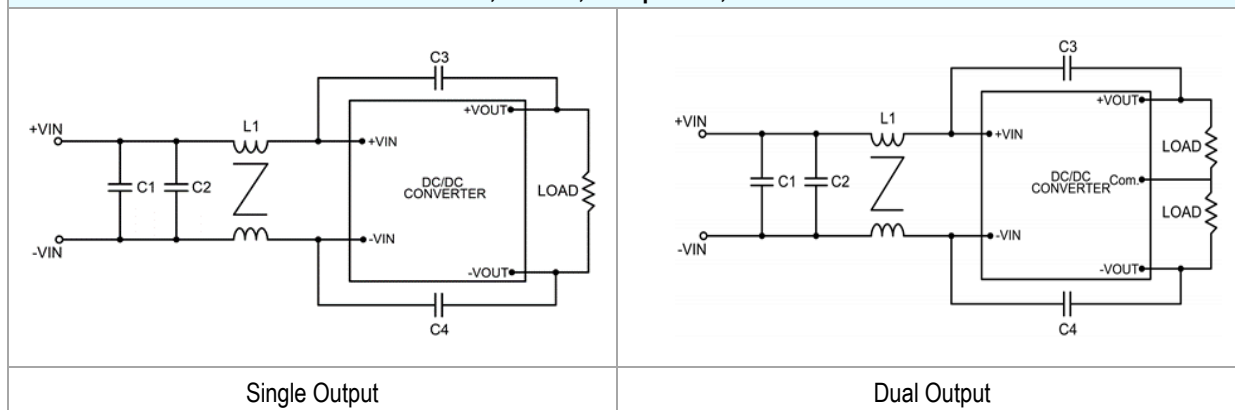 C3
+VOUT
+VIN
L1
+VIN
C1
C2
DC/DC
CONVERTER
LOAD
-VIN
-VIN
-VOUT
C4
Single Output
C3
+VOUT
+VIN
L1
+VIN
LOAD
C1
C2
DC/DC
CONVERTER
Com.
LOAD
-VIN
-VIN
-VOUT
C4
Dual Output